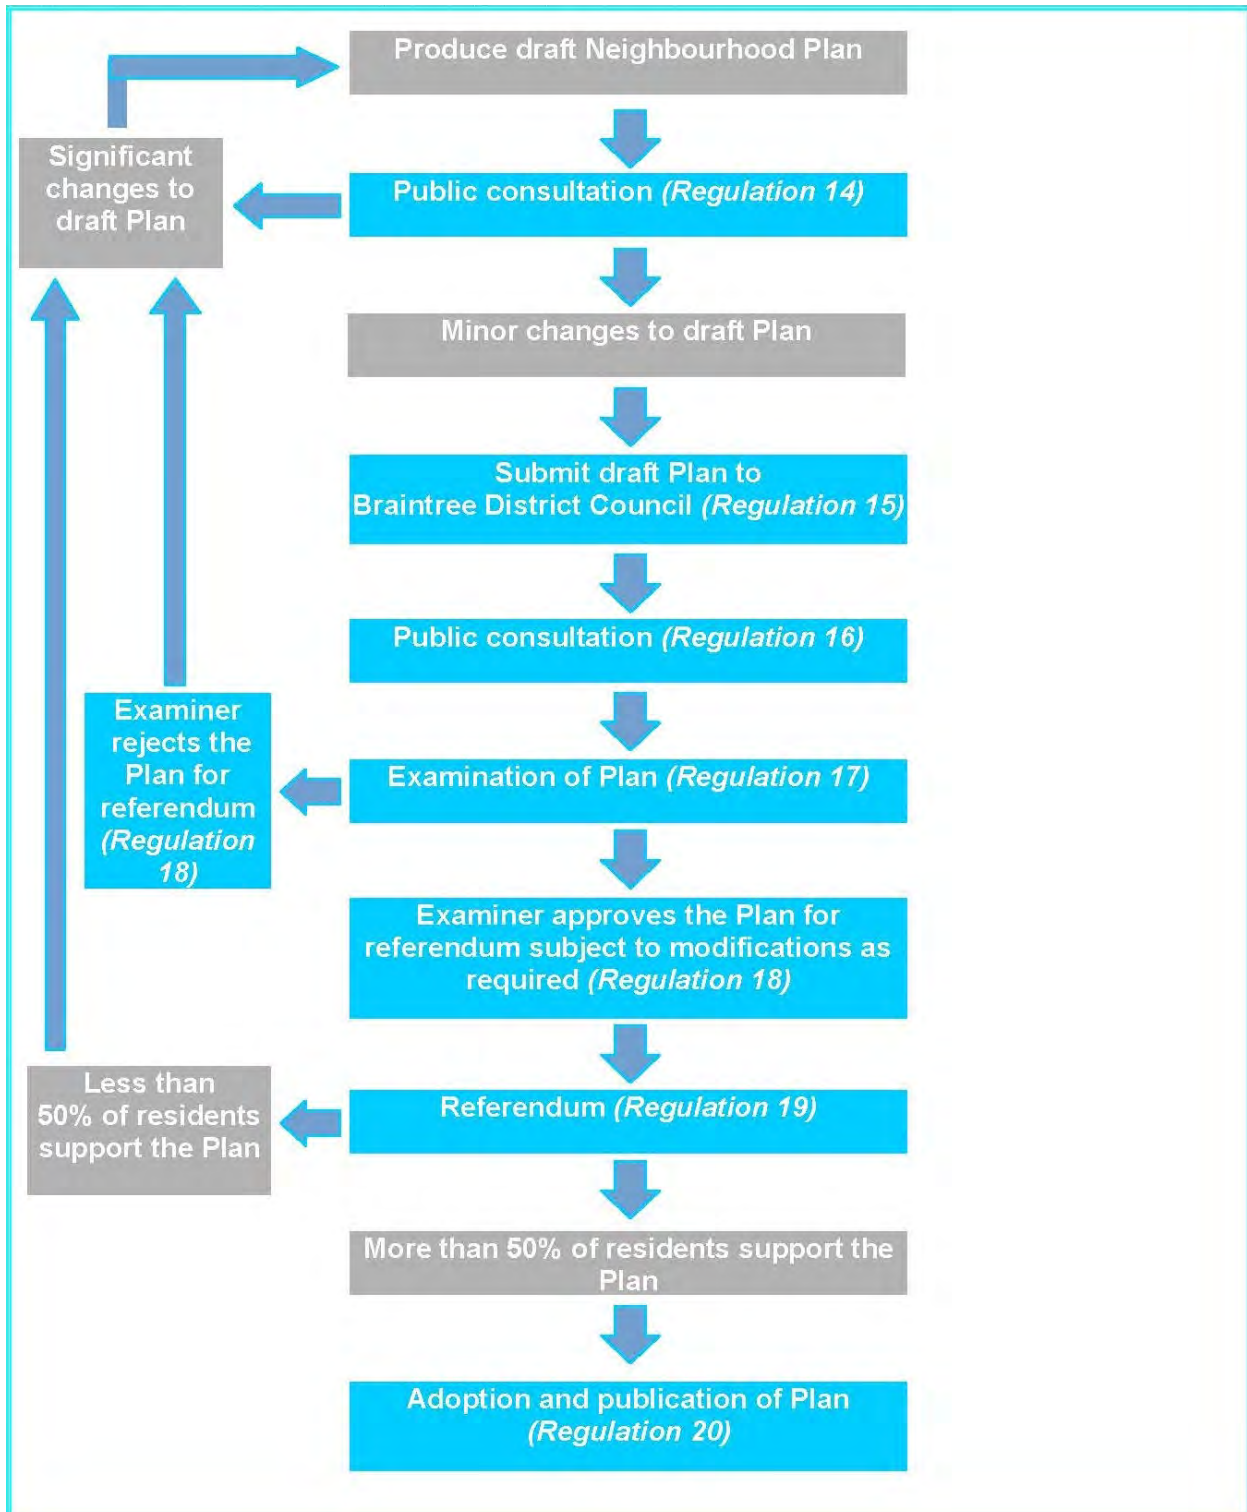 Produce draft Neighbourhood Plan
Significant
changes to
draft Plan
Public consultation (Regulation 14)
Minor changes to draft Plan
Submit draft Plan to
Braintree District Council (Regulation 15)
Public consultation (Regulation 16)
Examiner
rejects the
Plan for
referendum
(Regulation
18)
Examination of Plan (Regulation 17)
Examiner approves the Plan for
referendum subject to modifications as
required (Regulation 18)
Less than
50% of residents
support the Plan
Referendum (Regulation 19)
More than 50% of residents support the
Plan
Adoption and publication of Plan
(Regulation 20)